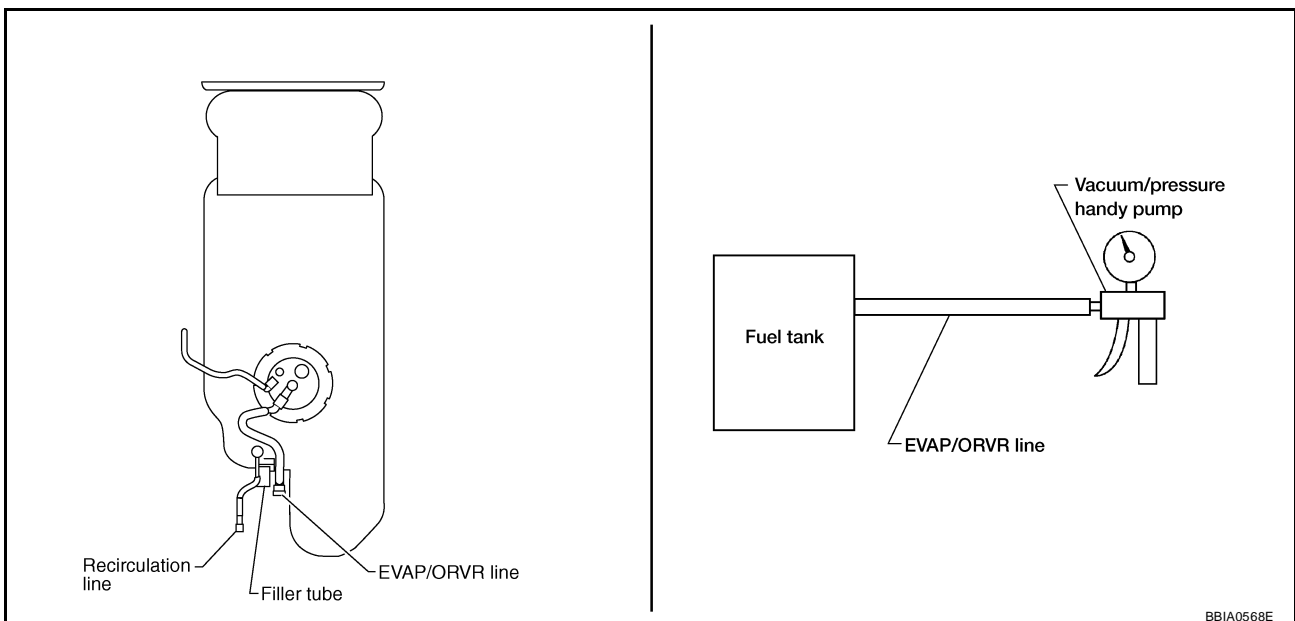 Recirculation
line
Filler tube
EVAP/ORVR line
Vacuum/pressure
handy pump
Fuel tank
EVAP/ORVR line
BBIA0568E